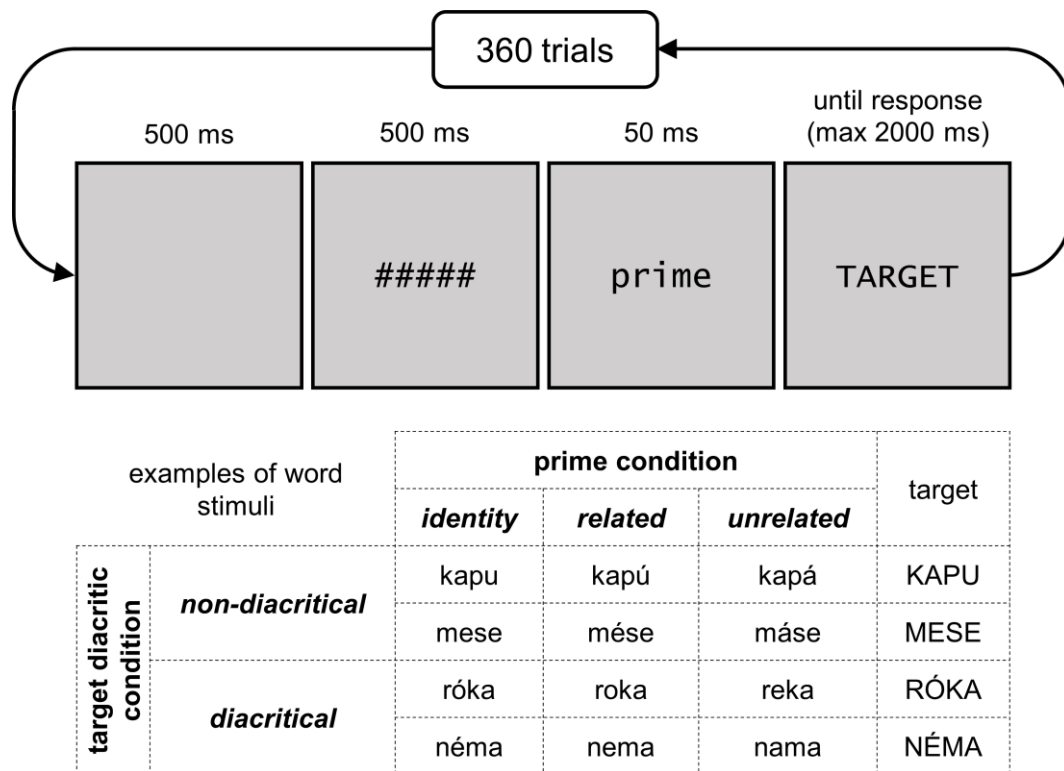 360 trials
until response
500 ms 500 ms 50 ms (max 2000 ms)
##### prime TARGET
examples of word
stimuli
prime condition
target
identity related unrelated
target diacritic
condition
non-diacritical
kapu kapú kapá KAPU
mese mése máse MESE
diacritical
róka roka reka RÓKA
néma nema nama NÉMA